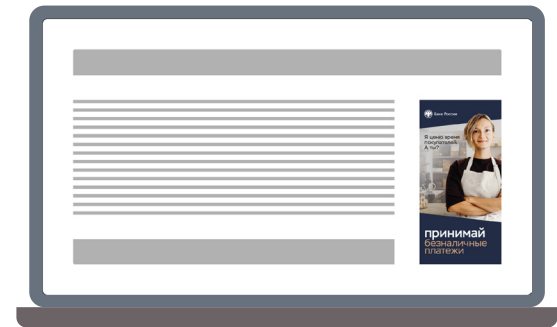 Банк России
Я ценю время
покупателей.
А ты?
принимай
безналичные
платежи